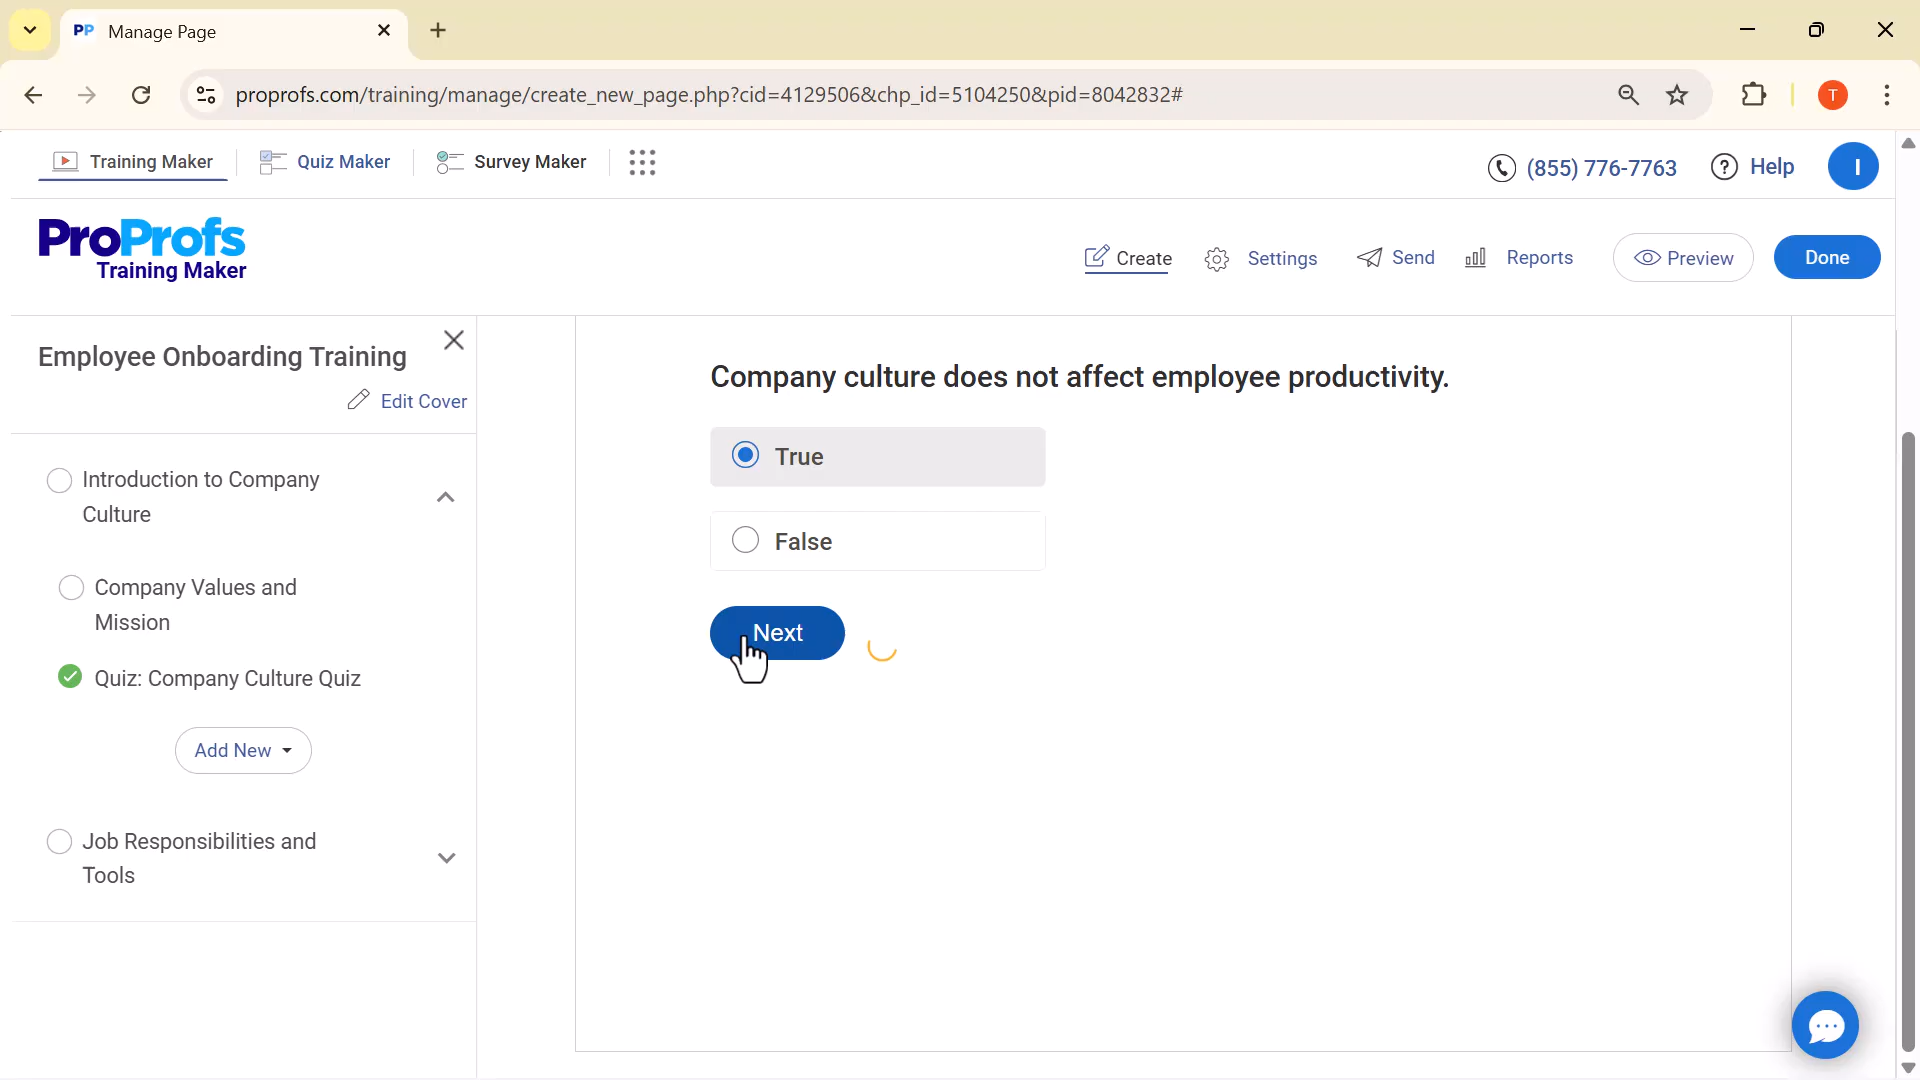 PP Manage Page
proprofs.com/training/manage/create_new_page.php?cid=4129506&chp_id=5104250&pid=8042832#
T
Training Maker
Quiz Maker
Survey Maker
(855) 776-7763
? Help
I
ProProfs
Training Maker
Create
Settings
Send
Reports
Preview
Done
Employee Onboarding Training
Edit Cover
Introduction to Company
Culture
Company Values and
Mission
Quiz: Company Culture Quiz
Add New
Job Responsibilities and
Tools
Company culture does not affect employee productivity.
True
False
Next